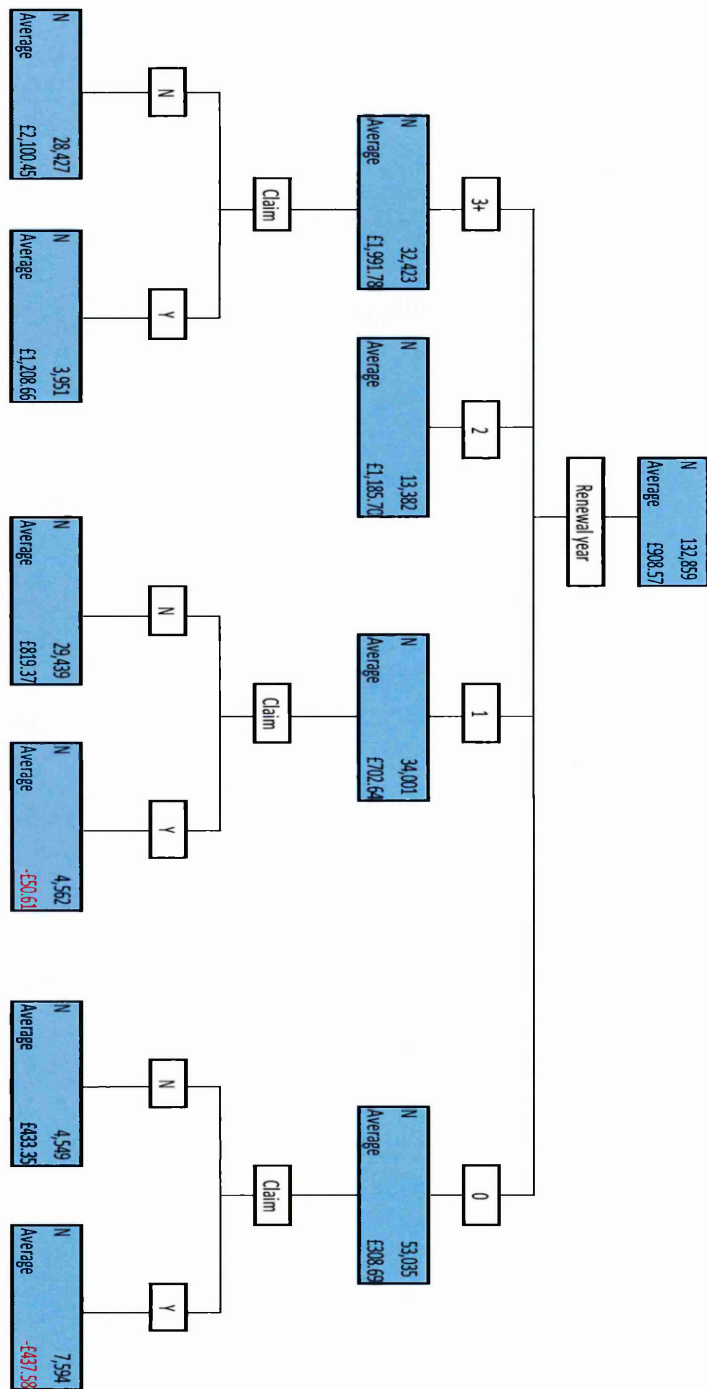 N 132,859
Average £908.57
Renewal year
3+
2
1
0
N 32,423
Average £1,991.78
N 13,382
Average £1,185.70
N 34,001
Average £702.64
N 53,035
Average £308.69
Claim
Claim
Claim
N
Y
N
Y
N
Y
N 28,427
Average £2,100.45
N 3,951
Average £1,208.66
N 29,439
Average £819.37
N 4,562
Average -£50.61
N 4,549
Average £433.35
N 7,594
Average -£437.58